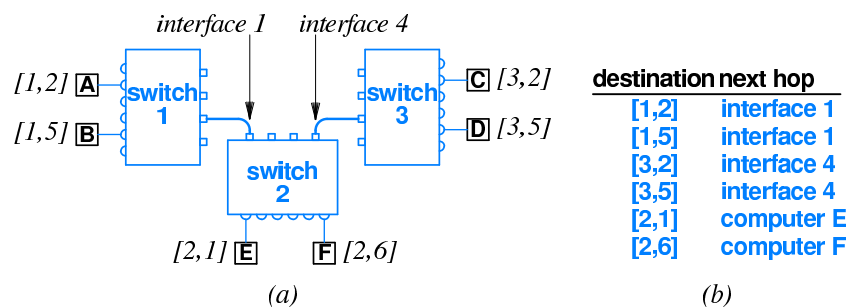 interface 1 interface 4
[1,2] A
[1,5] B
switch
1
switch
3
C [3,2]
D [3,5]
switch
2
[2,1] E
F [2,6]
(a)
destination next hop
[1,2] interface 1
[1,5] interface 1
[3,2] interface 4
[3,5] interface 4
[2,1] computer E
[2,6] computer F
(b)